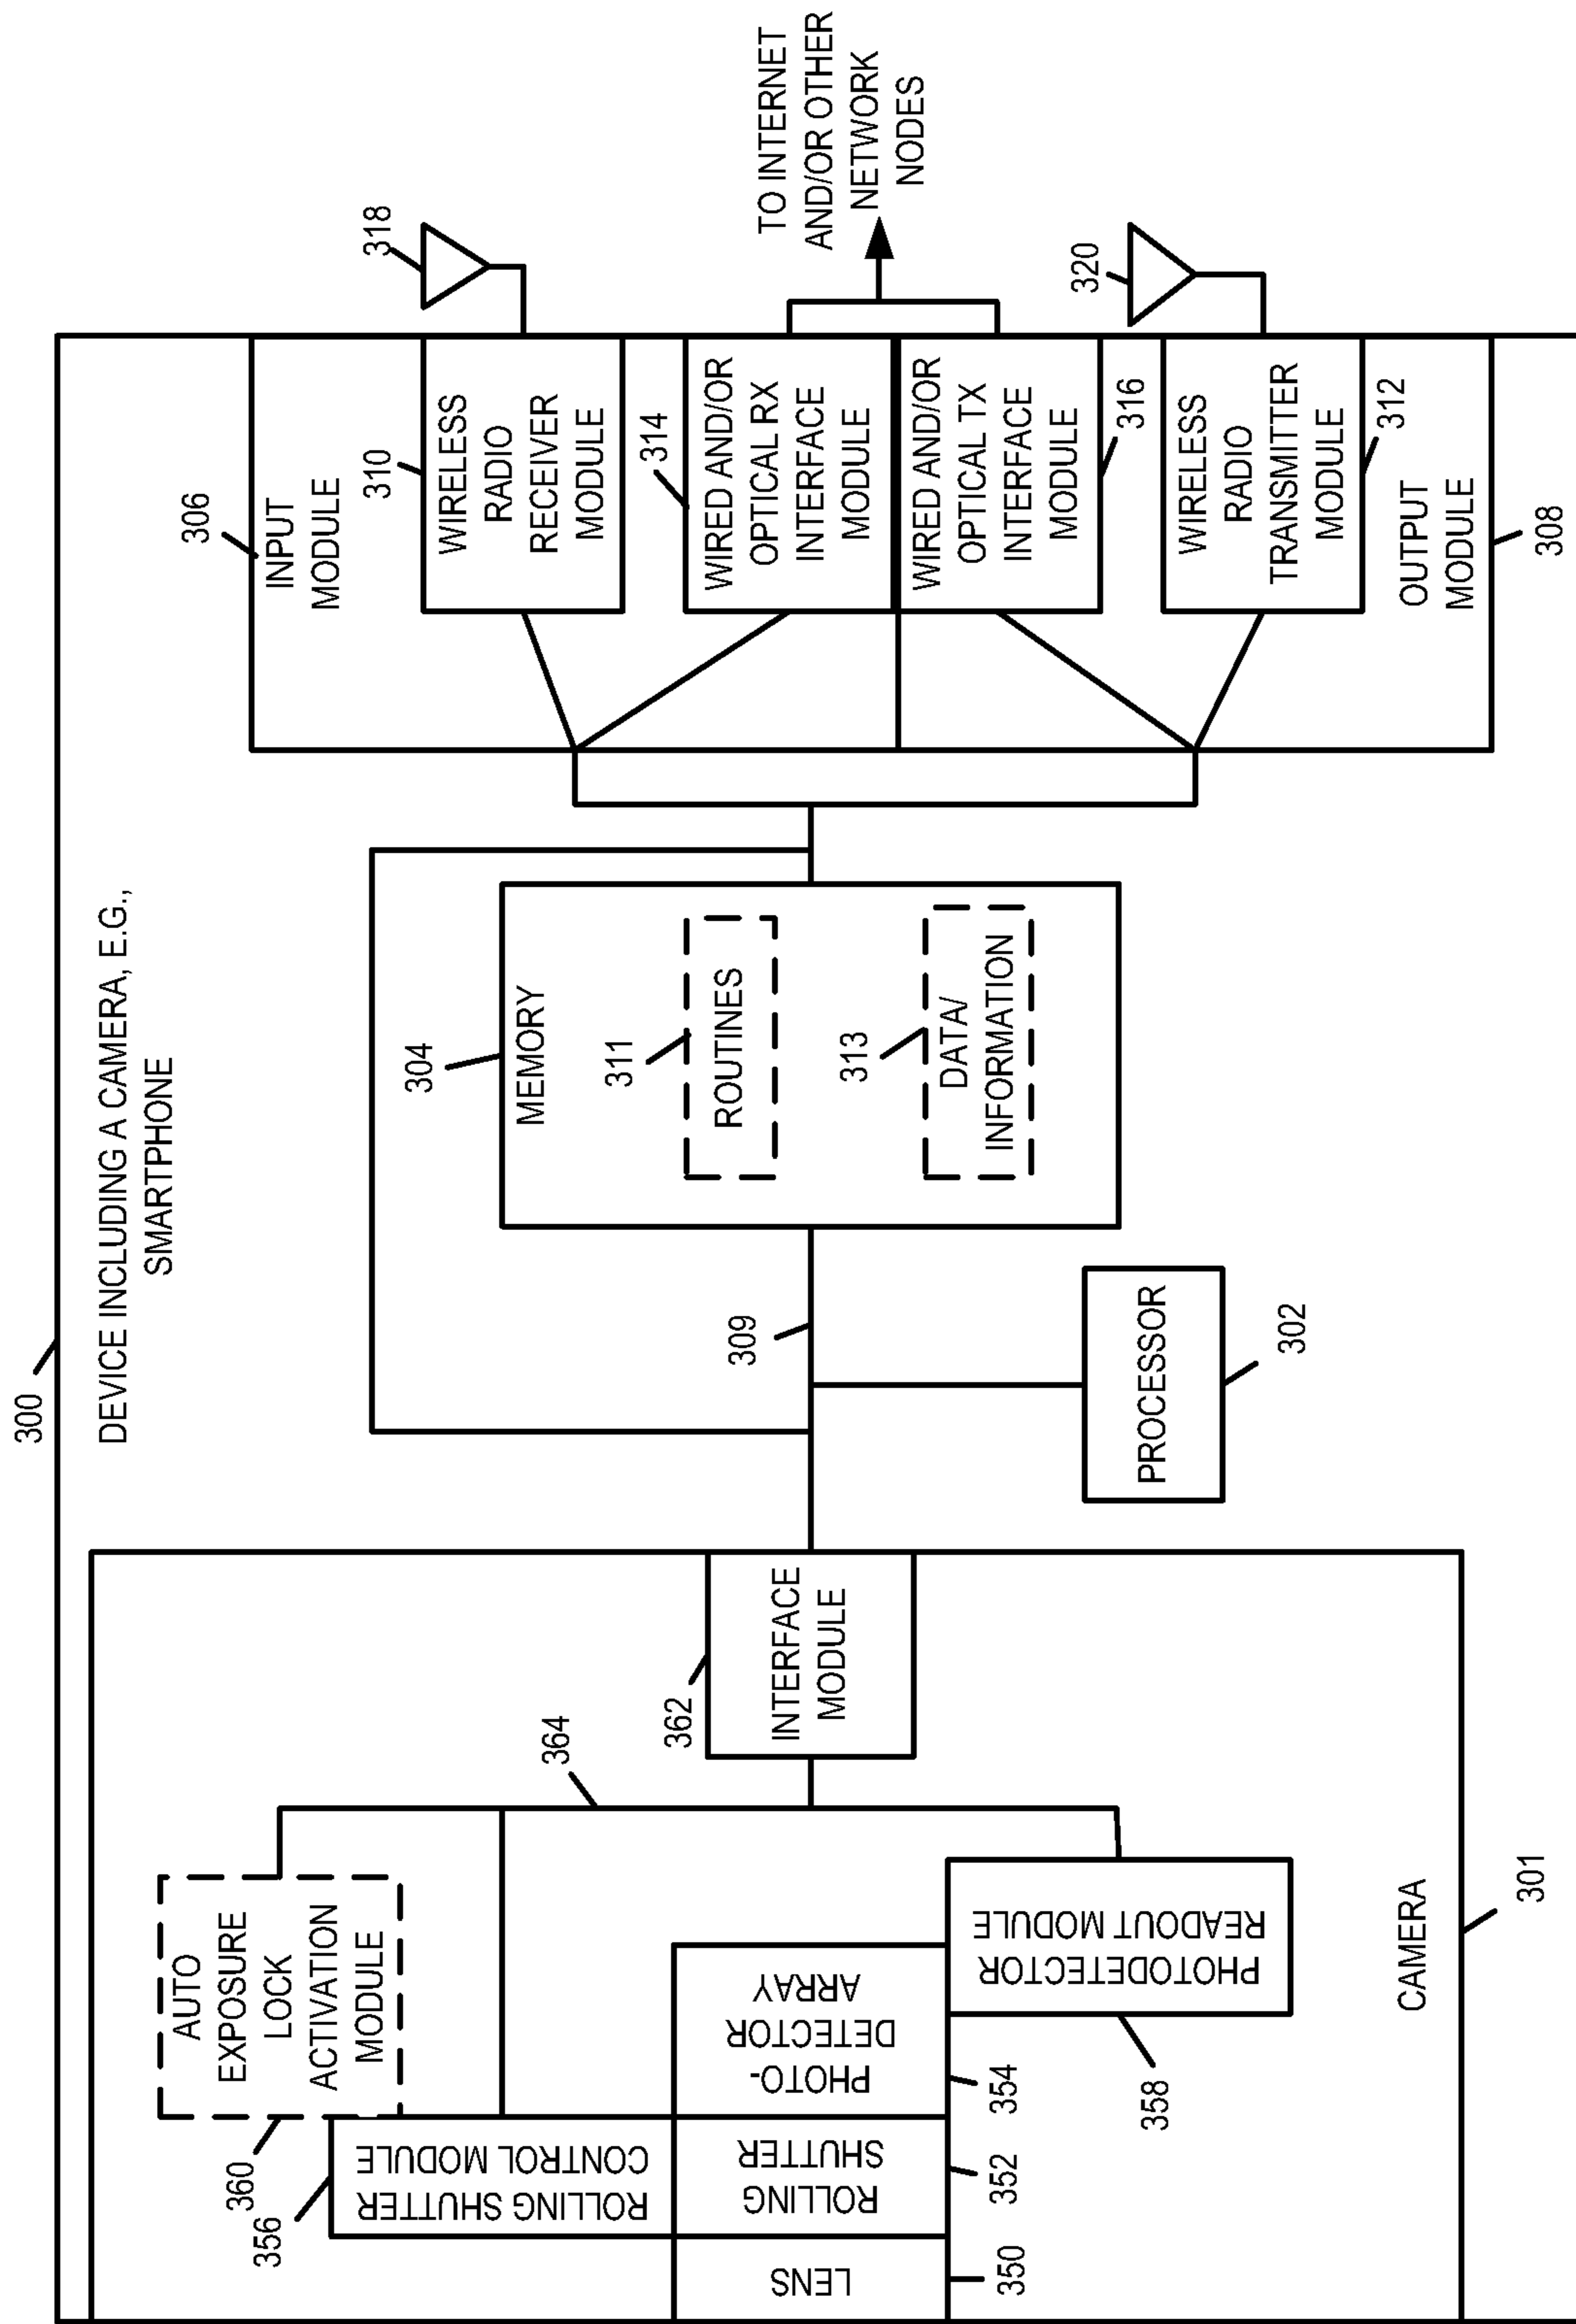 300
DEVICE INCLUDING A CAMERA, E.G.,
SMARTPHONE
AUTO
EXPOSURE
LOCK
ACTIVATION
MODULE
360
356
ROLLING SHUTTER
CONTROL MODULE
LENS
350
ROLLING
SHUTTER
352
PHOTO-
DETECTOR
ARRAY
354
PHOTODETECTOR
READOUT MODULE
358
364
362
INTERFACE
MODULE
CAMERA
301
309
PROCESSOR
302
304
MEMORY
311
ROUTINES
313
DATA/
INFORMATION
306
INPUT
MODULE
310
WIRELESS
RADIO
RECEIVER
MODULE
318
314
WIRED AND/OR
OPTICAL RX
INTERFACE
MODULE
WIRED AND/OR
OPTICAL TX
INTERFACE
MODULE
316
TO INTERNET
AND/OR OTHER
NETWORK
NODES
320
WIRELESS
RADIO
TRANSMITTER
MODULE
312
OUTPUT
MODULE
308